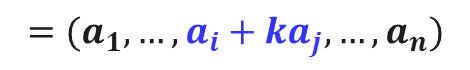 = (a₁, …, aᵢ + kaⱼ, …, aₙ)